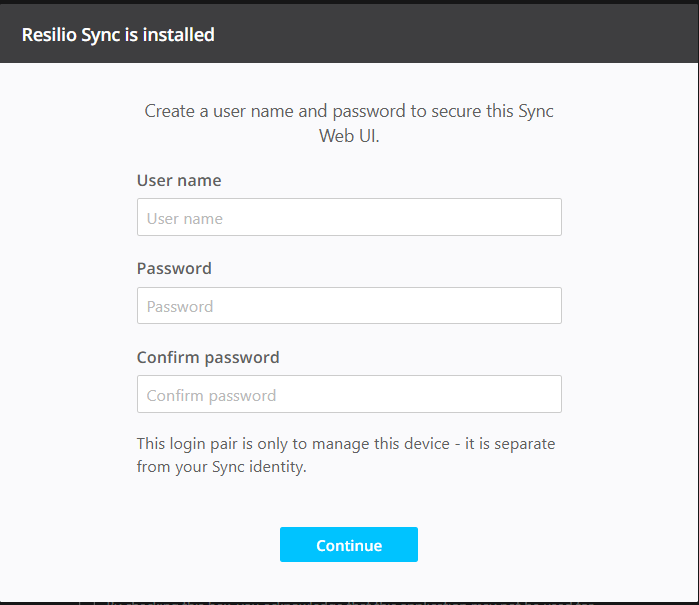 Resilio Sync is installed
Create a user name and password to secure this Sync
Web UI.
User name
User name
Password
Password
Confirm password
Confirm password
This login pair is only to manage this device - it is separate
from your Sync identity.
Continue